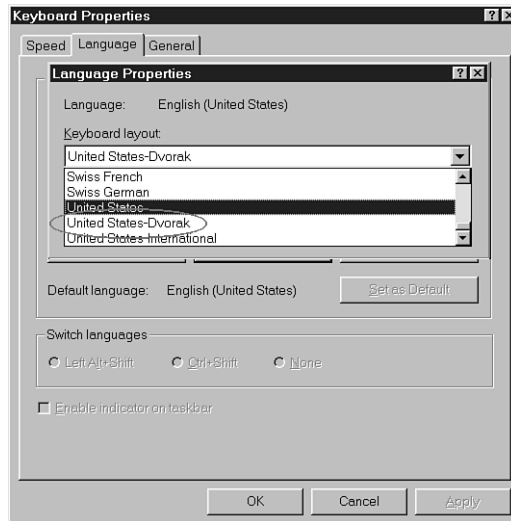 Keyboard Properties
Speed Language General
Language Properties
Language: English (United States)
Keyboard layout:
United States-Dvorak
Swiss French
Swiss German
United States
United States-Dvorak
United States-International
Default language: English (United States) Set as Default
Switch languages
Left Alt+Shift Ctrl+Shift None
Enable indicator on taskbar
OK Cancel Apply